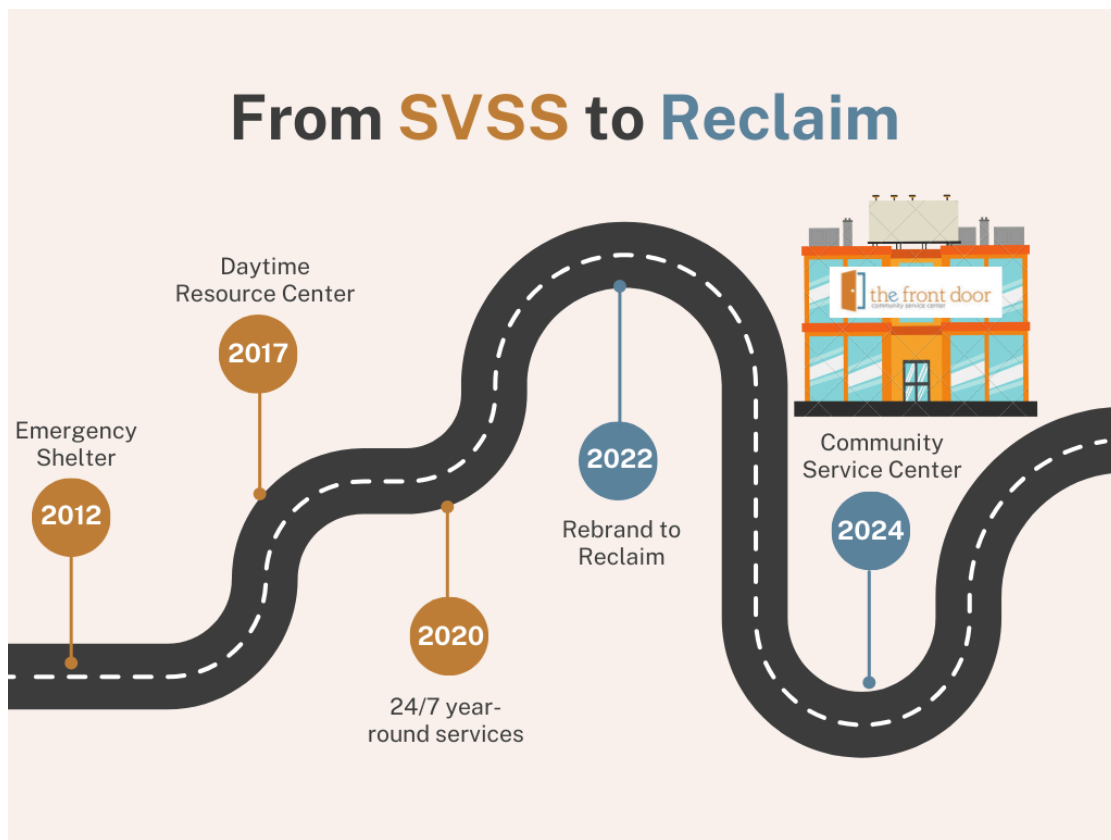 From SVSS to Reclaim
Emergency
Shelter
2012
Daytime
Resource Center
2017
2020
24/7 year-
round services
2022
Rebrand to
Reclaim
the front door
community service center
Community
Service Center
2024